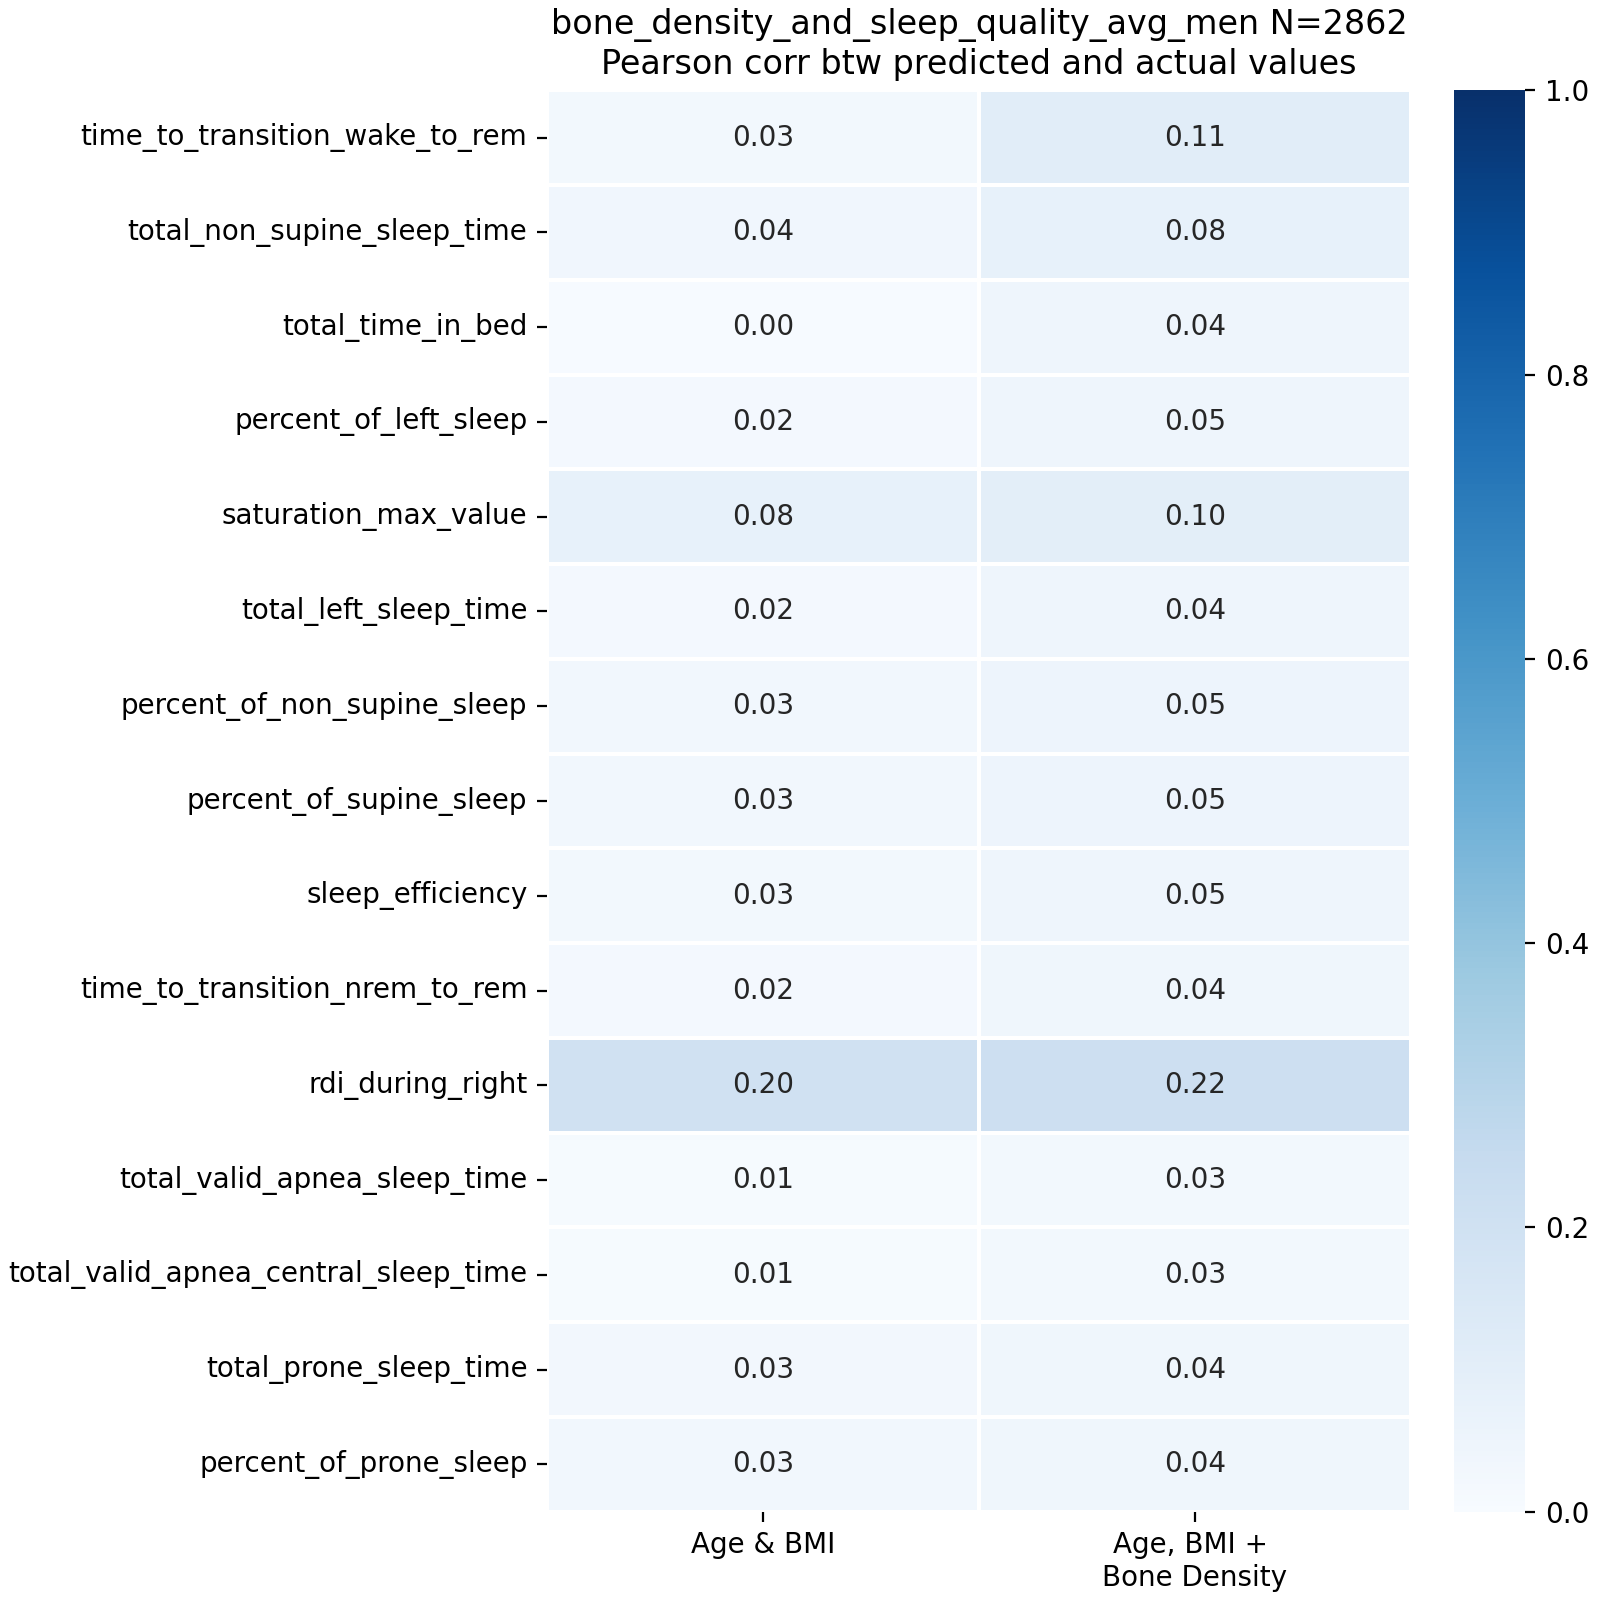 bone_density_and_sleep_quality_avg_men N=2862
Pearson corr btw predicted and actual values
time_to_transition_wake_to_rem 0.03 0.11
total_non_supine_sleep_time 0.04 0.08
total_time_in_bed 0.00 0.04
percent_of_left_sleep 0.02 0.05
saturation_max_value 0.08 0.10
total_left_sleep_time 0.02 0.04
percent_of_non_supine_sleep 0.03 0.05
percent_of_supine_sleep 0.03 0.05
sleep_efficiency 0.03 0.05
time_to_transition_nrem_to_rem 0.02 0.04
rdi_during_right 0.20 0.22
total_valid_apnea_sleep_time 0.01 0.03
total_valid_apnea_central_sleep_time 0.01 0.03
total_prone_sleep_time 0.03 0.04
percent_of_prone_sleep 0.03 0.04
Age & BMI
Age, BMI +
Bone Density
1.0
0.8
0.6
0.4
0.2
0.0